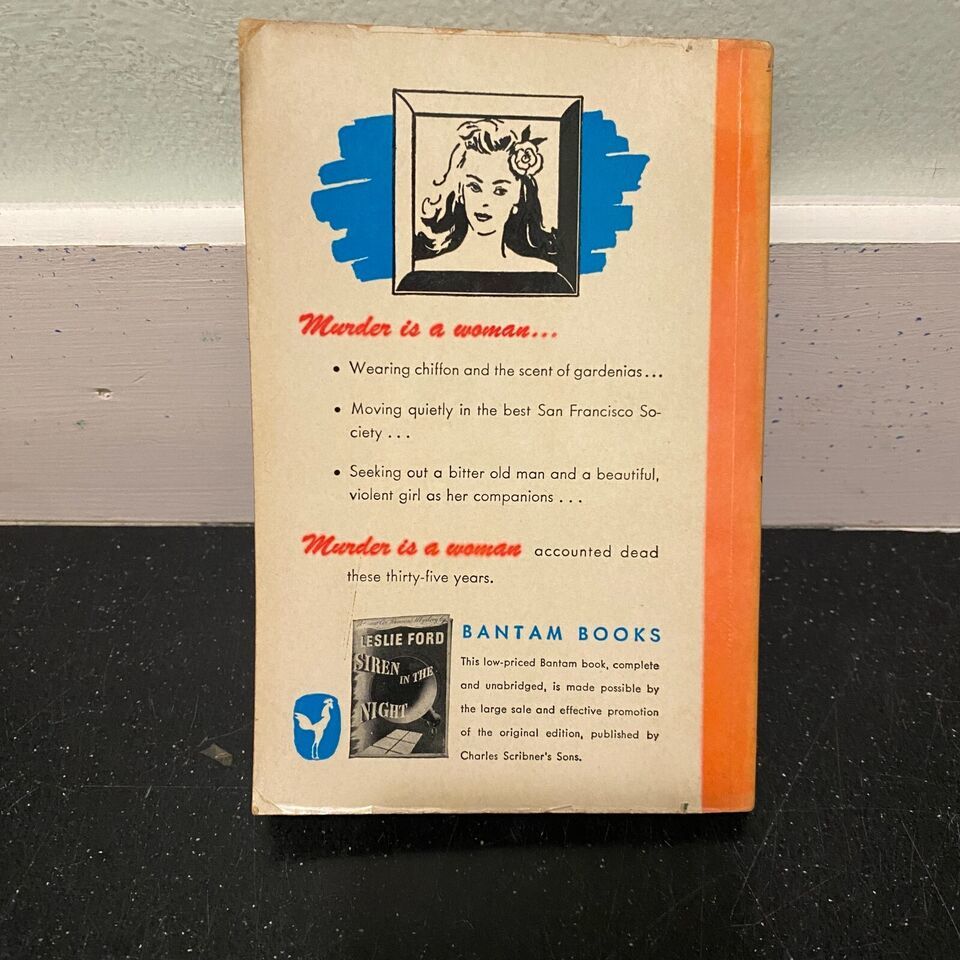 Murder is a woman...
• Wearing chiffon and the scent of gardenias...
• Moving quietly in the best San Francisco So-
ciety ...
• Seeking out a bitter old man and a beautiful,
violent girl as her companions ...
Murder is a woman accounted dead
these thirty-five years.
Mystery by
LESLIE FORD
SIREN
IN THE
NIGHT
BANTAM BOOKS
This low-priced Bantam book, complete
and unabridged, is made possible by
the large sale and effective promotion
of the original edition, published by
Charles Scribner's Sons.